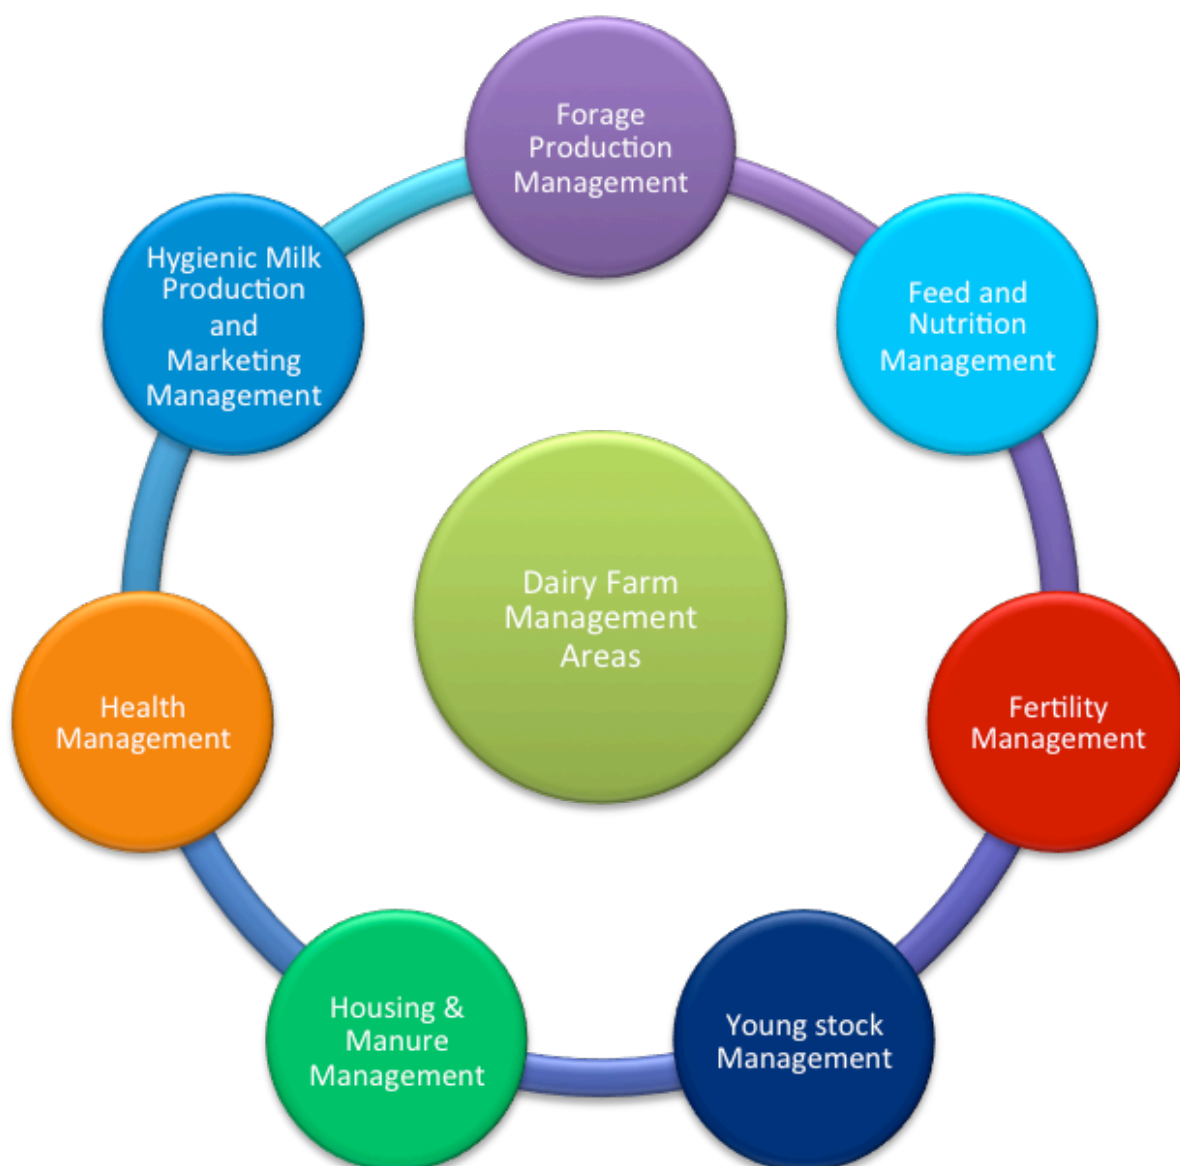 Forage
Production
Management
Feed and
Nutrition
Management
Fertility
Management
Young stock
Management
Housing &
Manure
Management
Health
Management
Hygienic Milk
Production
and
Marketing
Management
Dairy Farm
Management
Areas